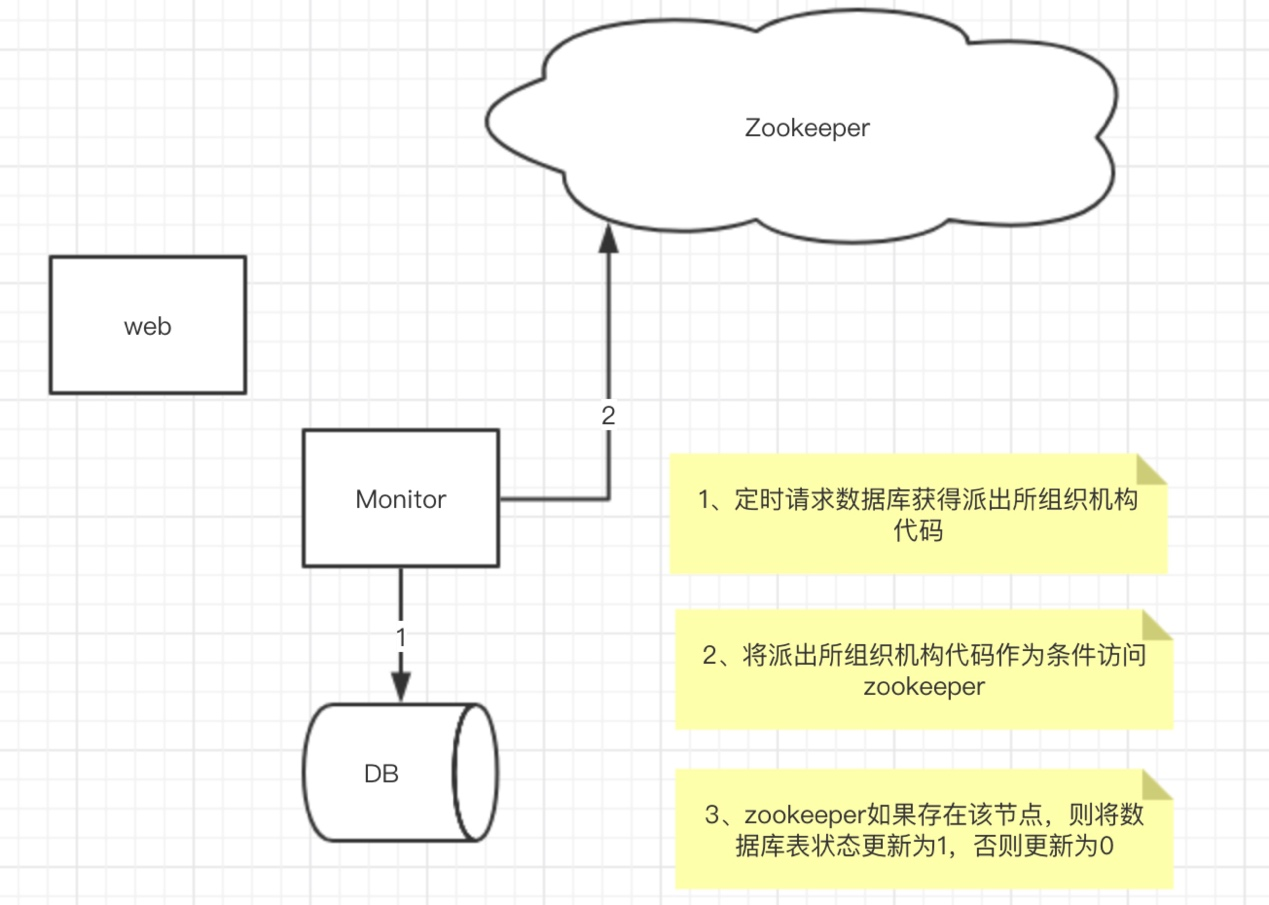 Zookeeper
web
2
Monitor
1、定时请求数据库获得派出所组织机构
代码
1
2、将派出所组织机构代码作为条件访问
zookeeper
DB
3、zookeeper如果存在该节点，则将数
据库表状态更新为1，否则更新为0